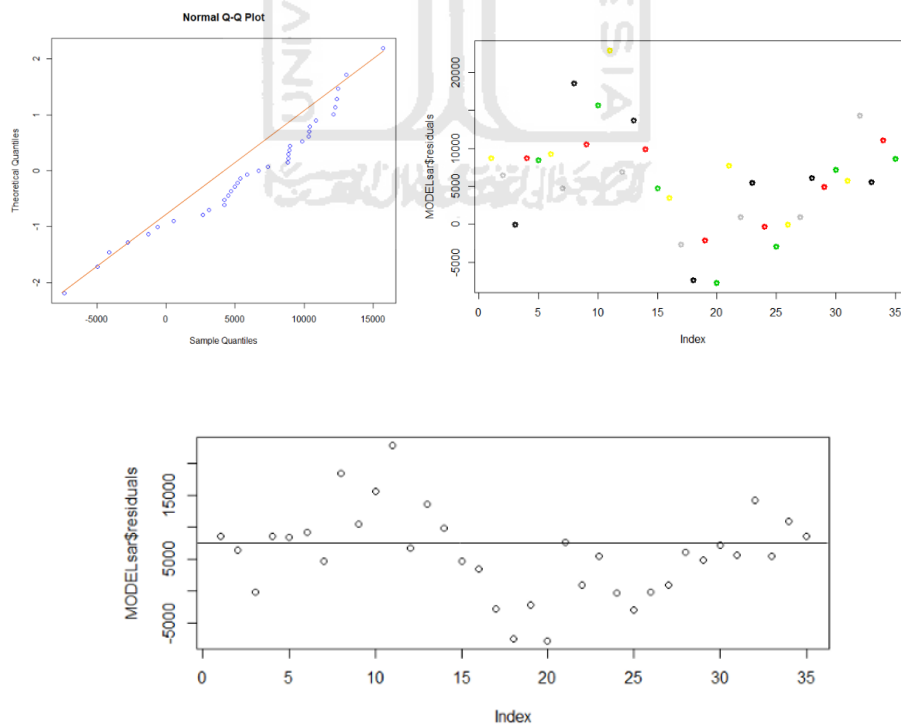 Normal Q-Q Plot
Theoretical Quantiles
2
1
0
-1
-2
-5000 0 5000 10000 15000
Sample Quantiles
MODELsar$residuals
20000
15000
10000
5000
0
-5000
0 5 10 15 20 25 30 35
Index
MODELsar$residuals
15000
5000
-5000
0 5 10 15 20 25 30 35
Index
UNIV
ESIA